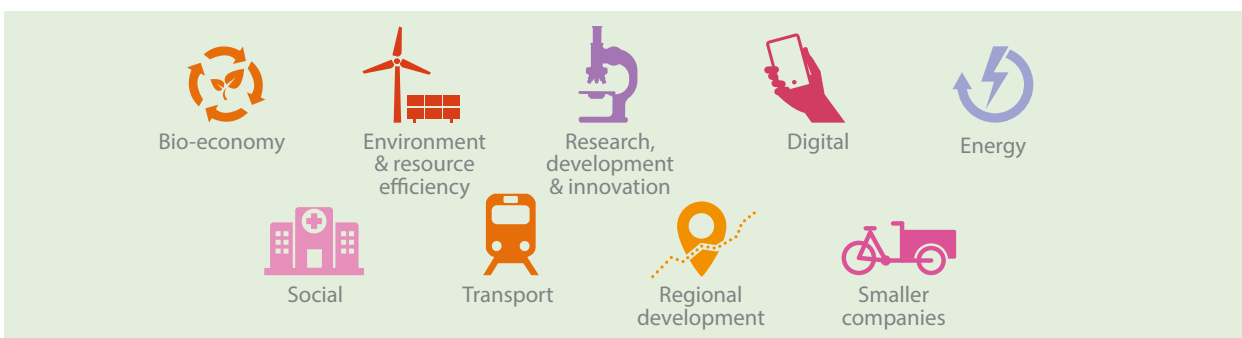 Bio-economy
Environment
& resource
efficiency
Research,
development
& innovation
Digital
Energy
Social
Transport
Regional
development
Smaller
companies